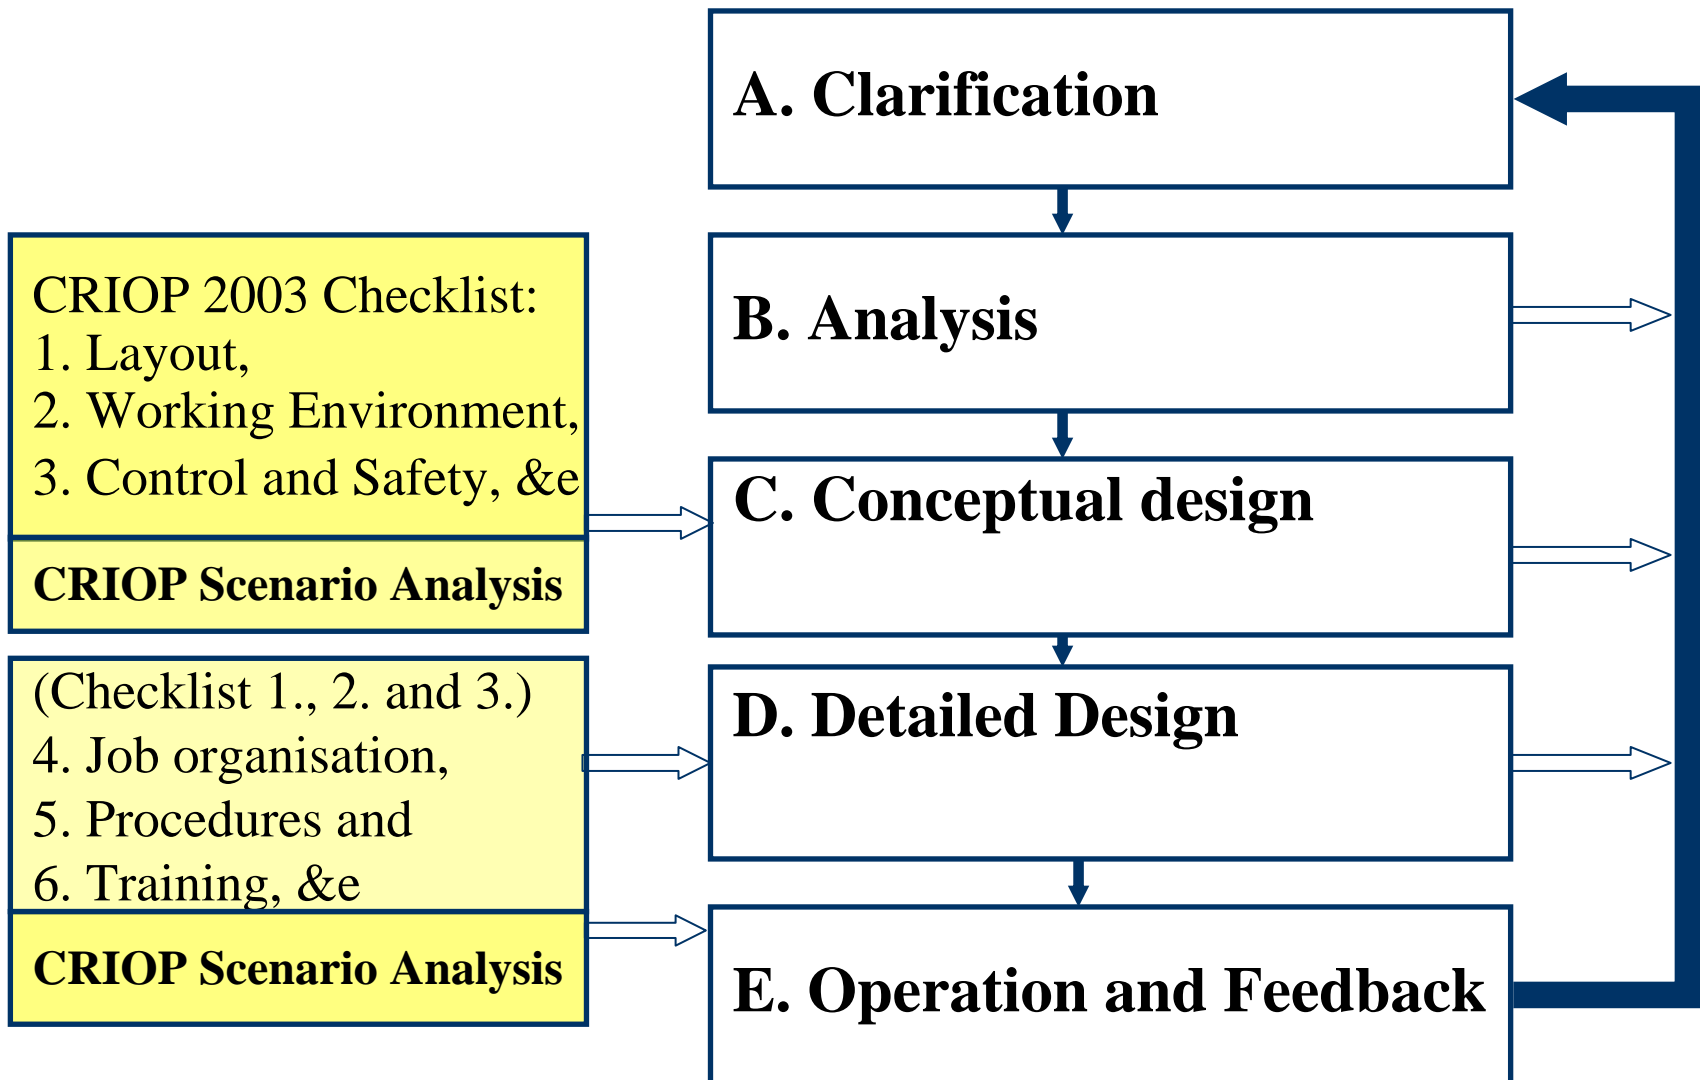 A. Clarification
CRIOP 2003 Checklist:
1. Layout,
2. Working Environment,
3. Control and Safety, &e
CRIOP Scenario Analysis
B. Analysis
C. Conceptual design
(Checklist 1., 2. and 3.)
4. Job organisation,
5. Procedures and
6. Training, &e
CRIOP Scenario Analysis
D. Detailed Design
E. Operation and Feedback